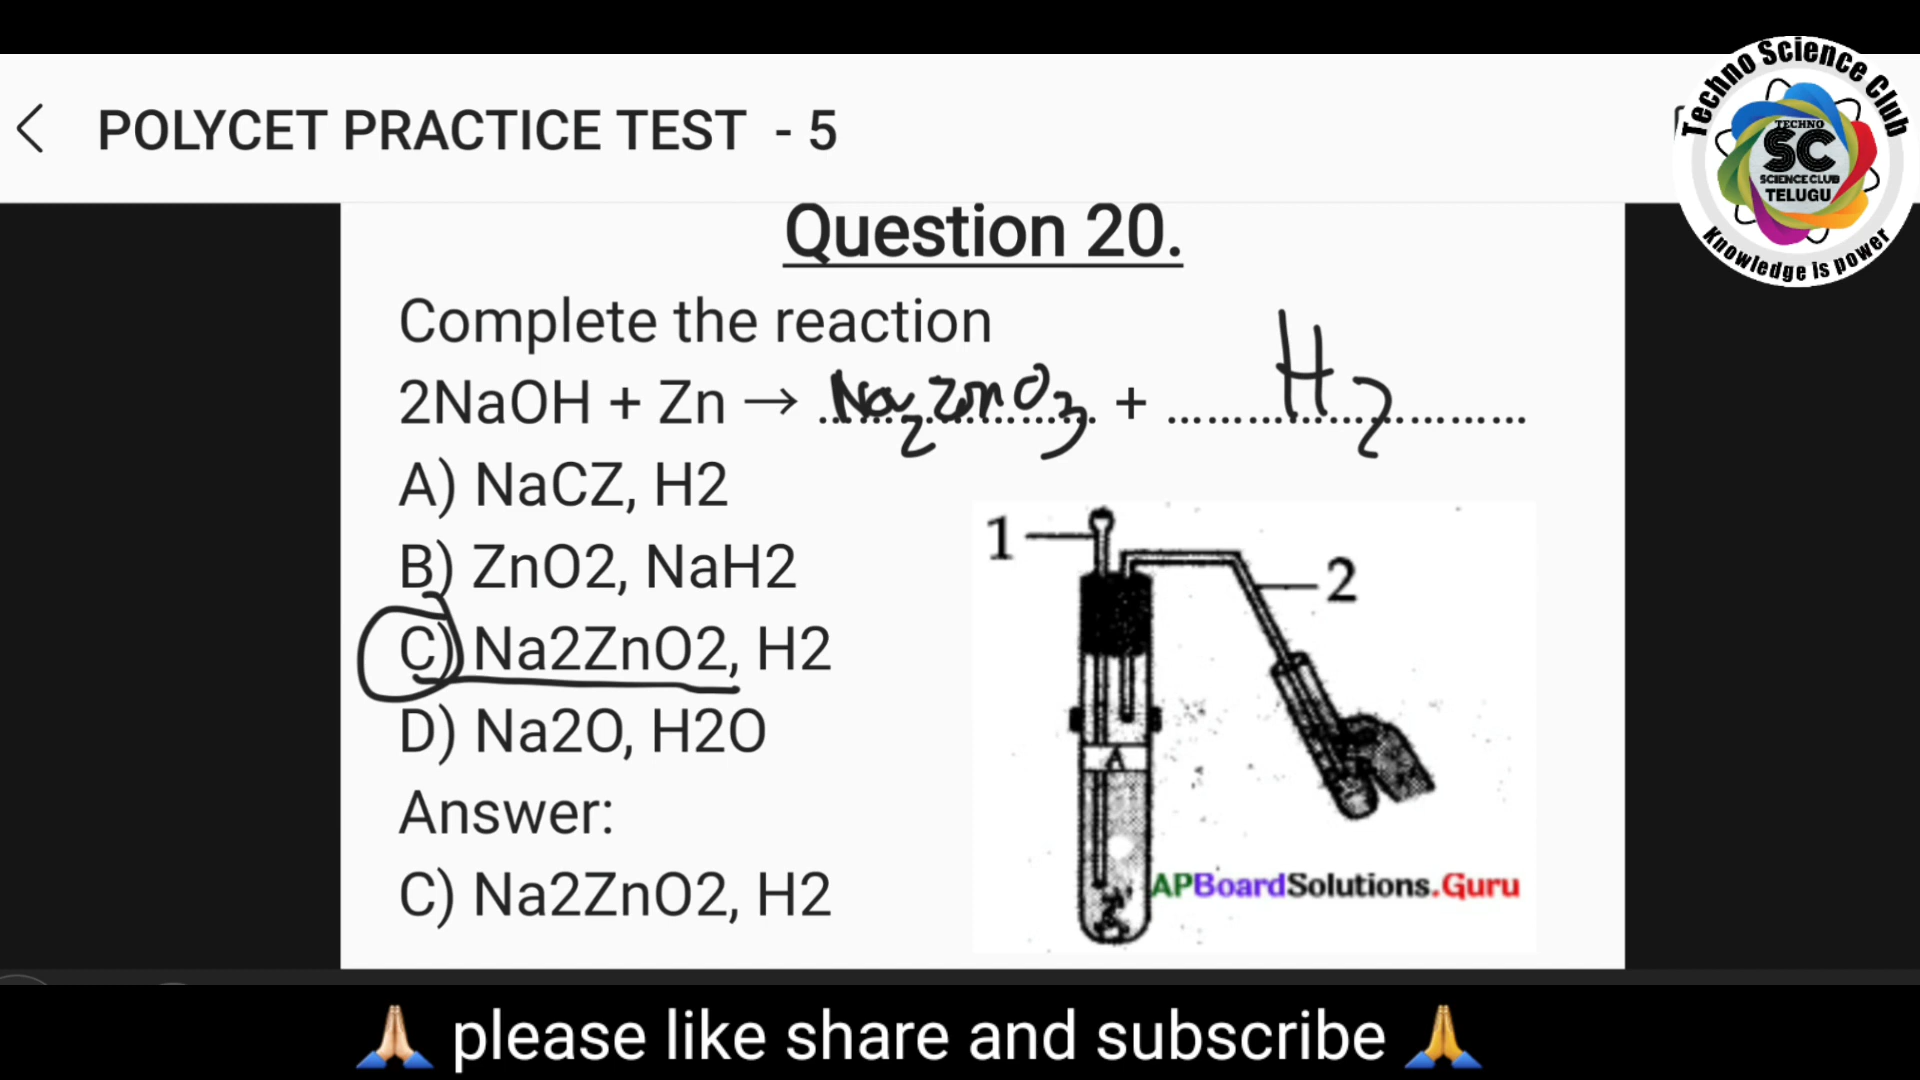 POLYCET PRACTICE TEST - 5
Techno Science Club
TECHNO
SC
SCIENCE CLUB
TELUGU
Knowledge is power
Question 20.
Complete the reaction
2NaOH + Zn → Na2ZnO3 + H2
A) NaCZ, H2
B) ZnO2, NaH2
C) Na2ZnO2, H2
D) Na2O, H2O
Answer:
C) Na2ZnO2, H2
1
2
A
APBoardSolutions.Guru
🙏 please like share and subscribe 🙏